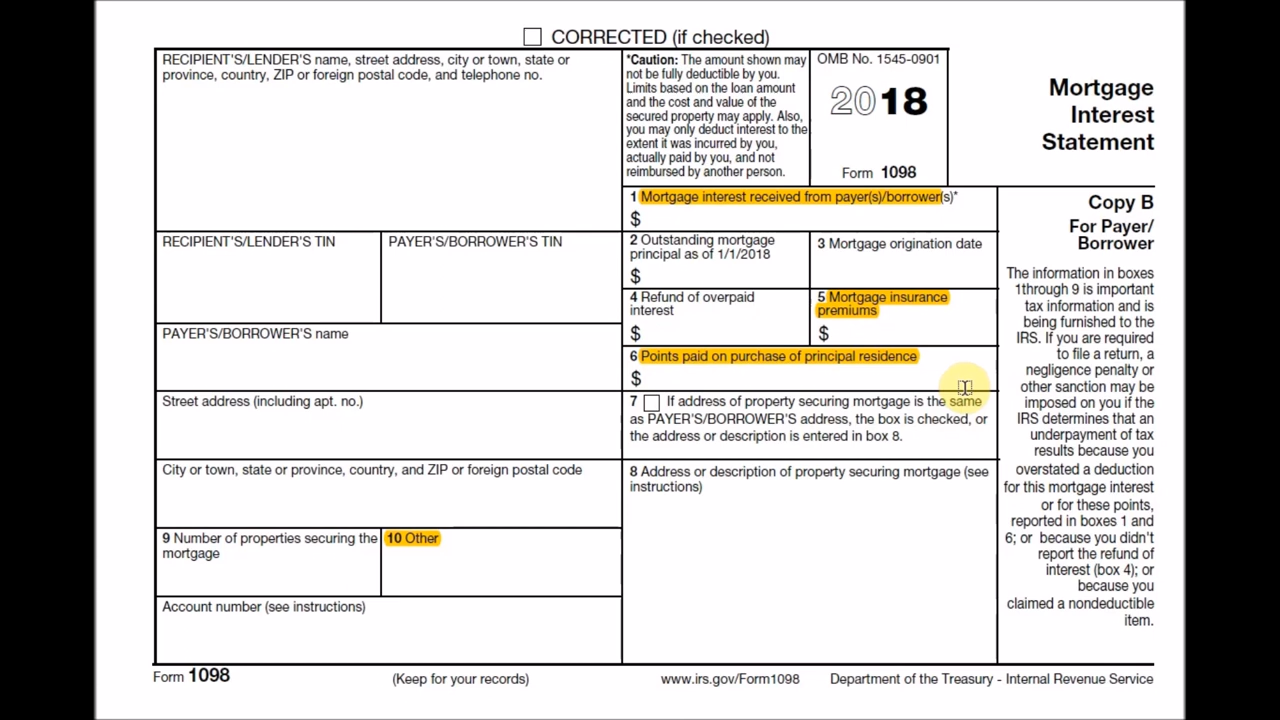 CORRECTED (if checked)
RECIPIENT'S/LENDER'S name, street address, city or town, state or
province, country, ZIP or foreign postal code, and telephone no.
*Caution: The amount shown may
not be fully deductible by you.
Limits based on the loan amount
and the cost and value of the
secured property may apply. Also,
you may only deduct interest to the
extent it was incurred by you,
actually paid by you, and not
reimbursed by another person.
OMB No. 1545-0901
2018
Form 1098
Mortgage
Interest
Statement
1 Mortgage interest received from payer(s)/borrower(s)*
$
Copy B
For Payer/
Borrower
The information in boxes
1through 9 is important
tax information and is
being furnished to the
IRS. If you are required
to file a return, a
negligence penalty or
other sanction may be
imposed on you if the
IRS determines that an
underpayment of tax
results because you
overstated a deduction
for this mortgage interest
or for these points,
reported in boxes 1 and
6; or because you didn't
report the refund of
interest (box 4); or
because you
claimed a nondeductible
item.
RECIPIENT'S/LENDER'S TIN
PAYER'S/BORROWER'S TIN
2 Outstanding mortgage
principal as of 1/1/2018
$
3 Mortgage origination date
4 Refund of overpaid
interest
$
5 Mortgage insurance
premiums
$
PAYER'S/BORROWER'S name
6 Points paid on purchase of principal residence
$
Street address (including apt. no.)
7 If address of property securing mortgage is the same
as PAYER'S/BORROWER'S address, the box is checked, or
the address or description is entered in box 8.
City or town, state or province, country, and ZIP or foreign postal code
8 Address or description of property securing mortgage (see
instructions)
9 Number of properties securing the
mortgage
10 Other
Account number (see instructions)
Form 1098
(Keep for your records)
www.irs.gov/Form1098
Department of the Treasury - Internal Revenue Service